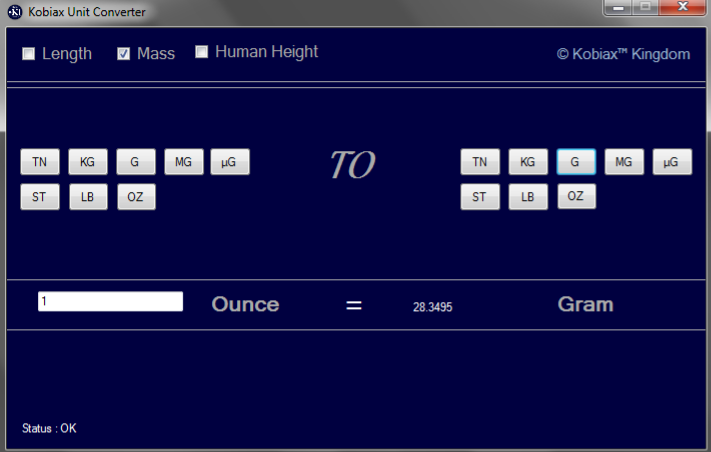 Kobiax Unit Converter
Length Mass Human Height © Kobiax™ Kingdom
TN KG G MG µG TO TN KG G MG µG
ST LB OZ ST LB OZ
1 Ounce = 28.3495 Gram
Status : OK